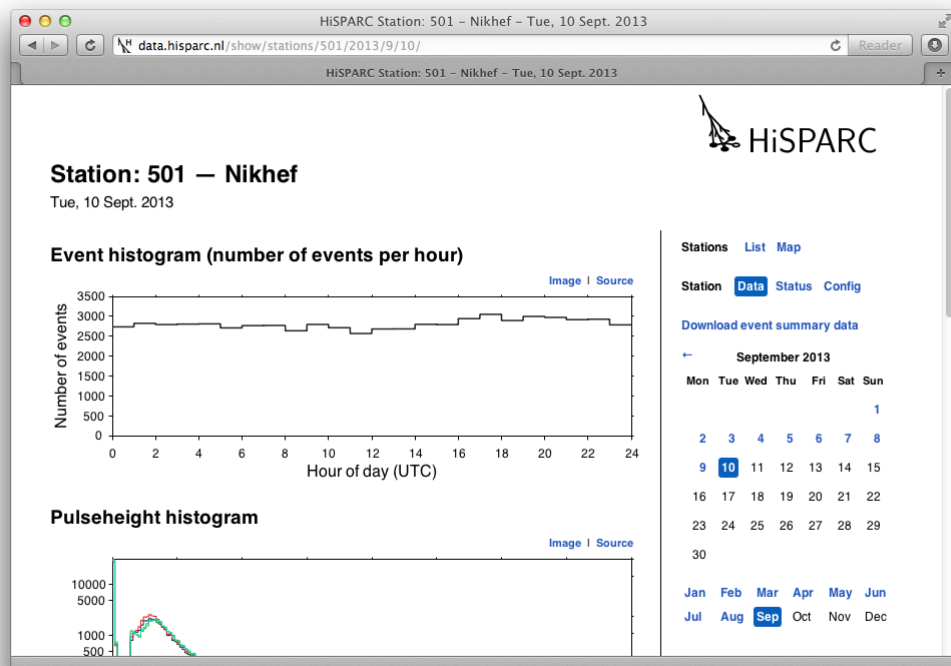 HiSPARC Station: 501 – Nikhef – Tue, 10 Sept. 2013
data.hisparc.nl/show/stations/501/2013/9/10/
Reader
HiSPARC Station: 501 – Nikhef – Tue, 10 Sept. 2013
HiSPARC
Station: 501 — Nikhef
Tue, 10 Sept. 2013
Event histogram (number of events per hour)
Image | Source
Number of events
3500
3000
2500
2000
1500
1000
500
0
0 2 4 6 8 10 12 14 16 18 20 22 24
Hour of day (UTC)
Pulseheight histogram
Image | Source
10000
5000
1000
500
Stations List Map
Station Data Status Config
Download event summary data
← September 2013
Mon Tue Wed Thu Fri Sat Sun
1
2 3 4 5 6 7 8
9 10 11 12 13 14 15
16 17 18 19 20 21 22
23 24 25 26 27 28 29
30
Jan Feb Mar Apr May Jun
Jul Aug Sep Oct Nov Dec